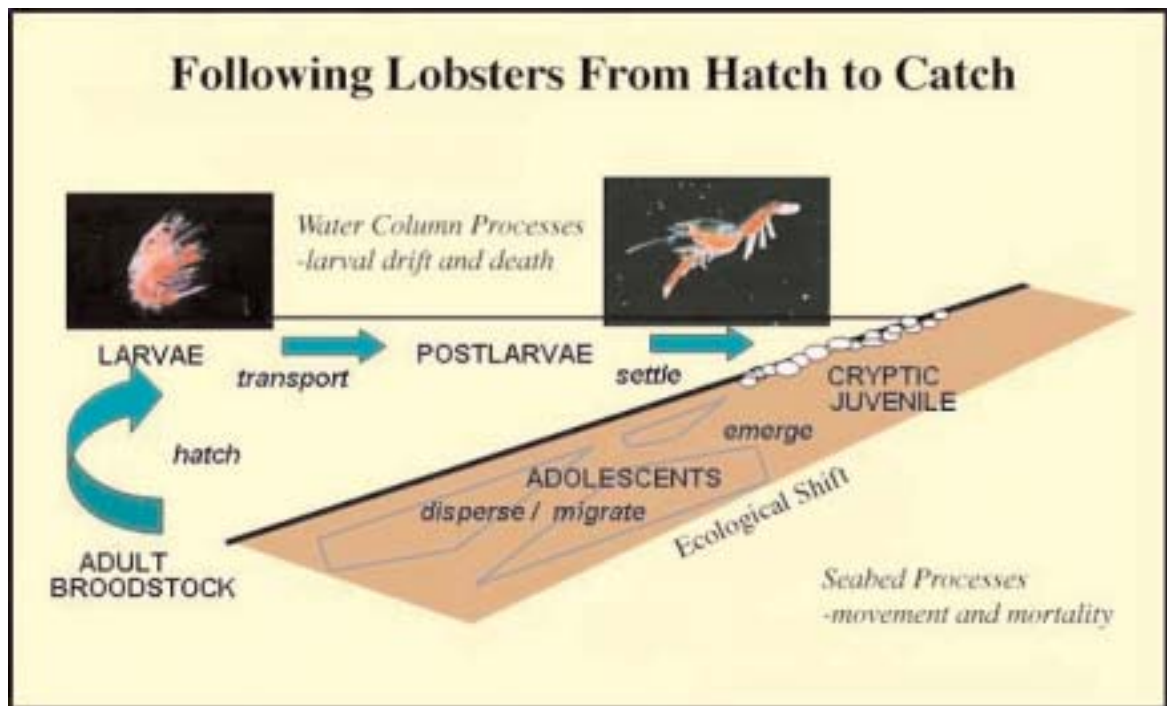 Following Lobsters From Hatch to Catch
Water Column Processes
-larval drift and death
LARVAE
transport
POSTLARVAE
settle
CRYPTIC
JUVENILE
hatch
emerge
ADOLESCENTS
disperse / migrate
Ecological Shift
ADULT
BROODSTOCK
Seabed Processes
-movement and mortality